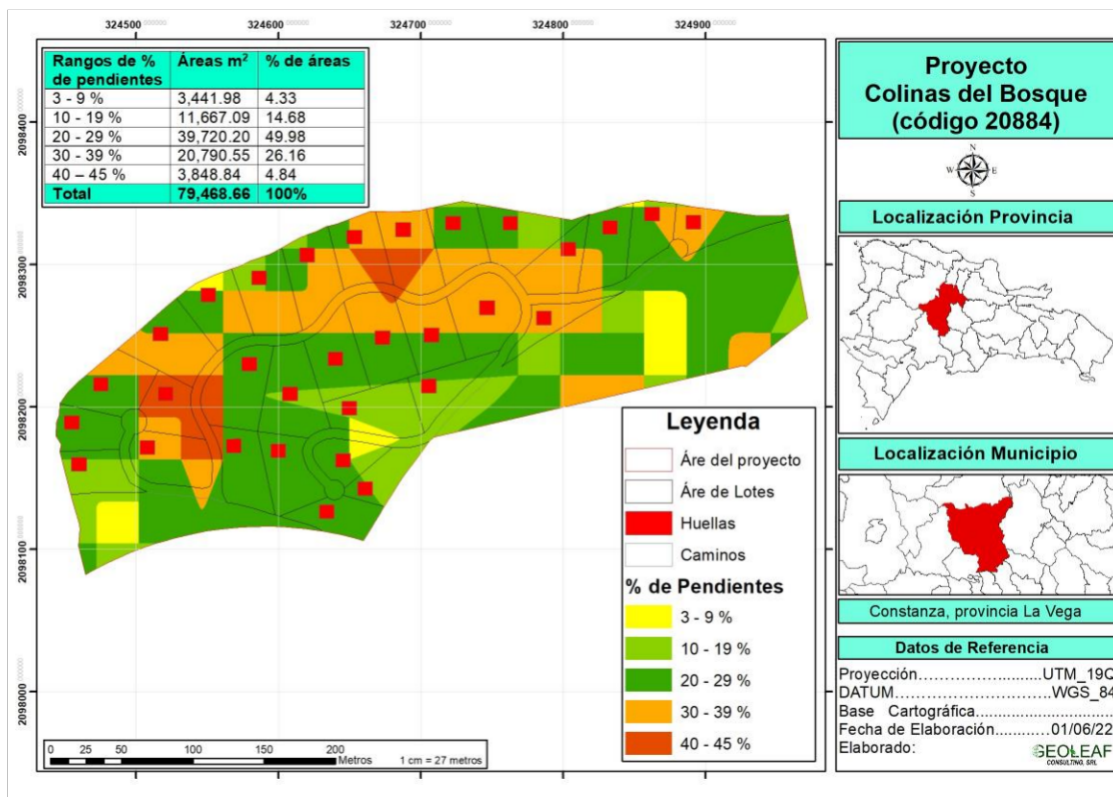 324500
324600
324700
324800
324900
2098400
2098300
2098200
2098100
2098000
Rangos de % de pendientes Áreas m² % de áreas
3 - 9 % 3,441.98 4.33
10 - 19 % 11,667.09 14.68
20 - 29 % 39,720.20 49.98
30 - 39 % 20,790.55 26.16
40 – 45 % 3,848.84 4.84
Total 79,468.66 100%
Leyenda
Áre del proyecto
Áre de Lotes
Huellas
Caminos
% de Pendientes
3 - 9 %
10 - 19 %
20 - 29 %
30 - 39 %
40 - 45 %
0 25 50 100 150 200
Metros
1 cm = 27 metros
Proyecto
Colinas del Bosque
(código 20884)
N
W E
S
Localización Provincia
Localización Municipio
Constanza, provincia La Vega
Datos de Referencia
Proyección.......................UTM_19Q
DATUM............................WGS_84
Base Cartográfica......................
Fecha de Elaboración...........01/06/22
Elaborado: GEOLEAF
CONSULTING, SRL